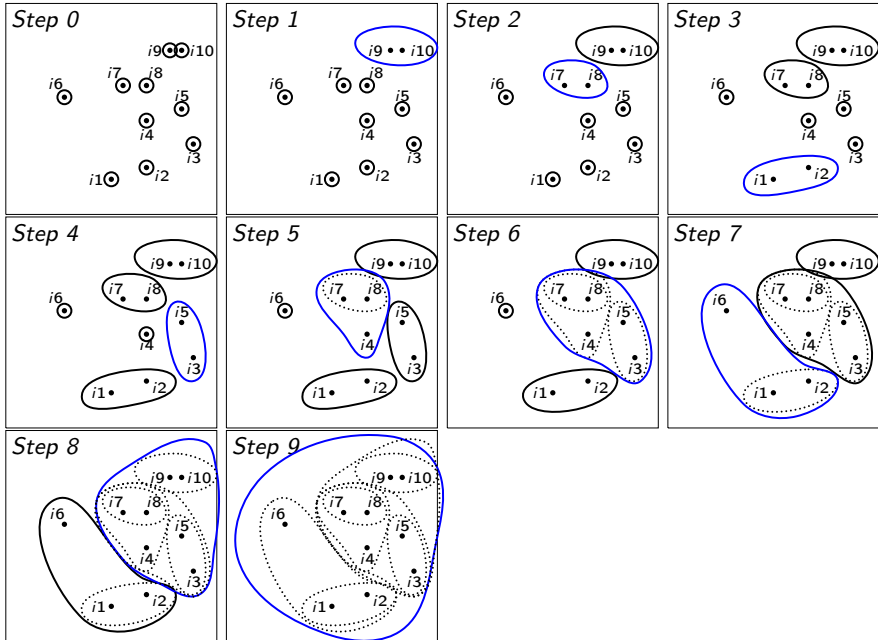 Step 0
i9 i10
i7 i8
i6
i5
i4
i3
i1 i2
Step 1
i9 i10
i7 i8
i6
i5
i4
i3
i1 i2
Step 2
i9 i10
i7 i8
i6
i5
i4
i3
i1 i2
Step 3
i9 i10
i7 i8
i6
i5
i4
i3
i1 i2
Step 4
i9 i10
i7 i8
i6
i5
i4
i3
i1 i2
Step 5
i9 i10
i7 i8
i6
i5
i4
i3
i1 i2
Step 6
i9 i10
i7 i8
i6
i5
i4
i3
i1 i2
Step 7
i9 i10
i7 i8
i6
i5
i4
i3
i1 i2
Step 8
i9 i10
i7 i8
i6
i5
i4
i3
i1 i2
Step 9
i9 i10
i7 i8
i6
i5
i4
i3
i1 i2